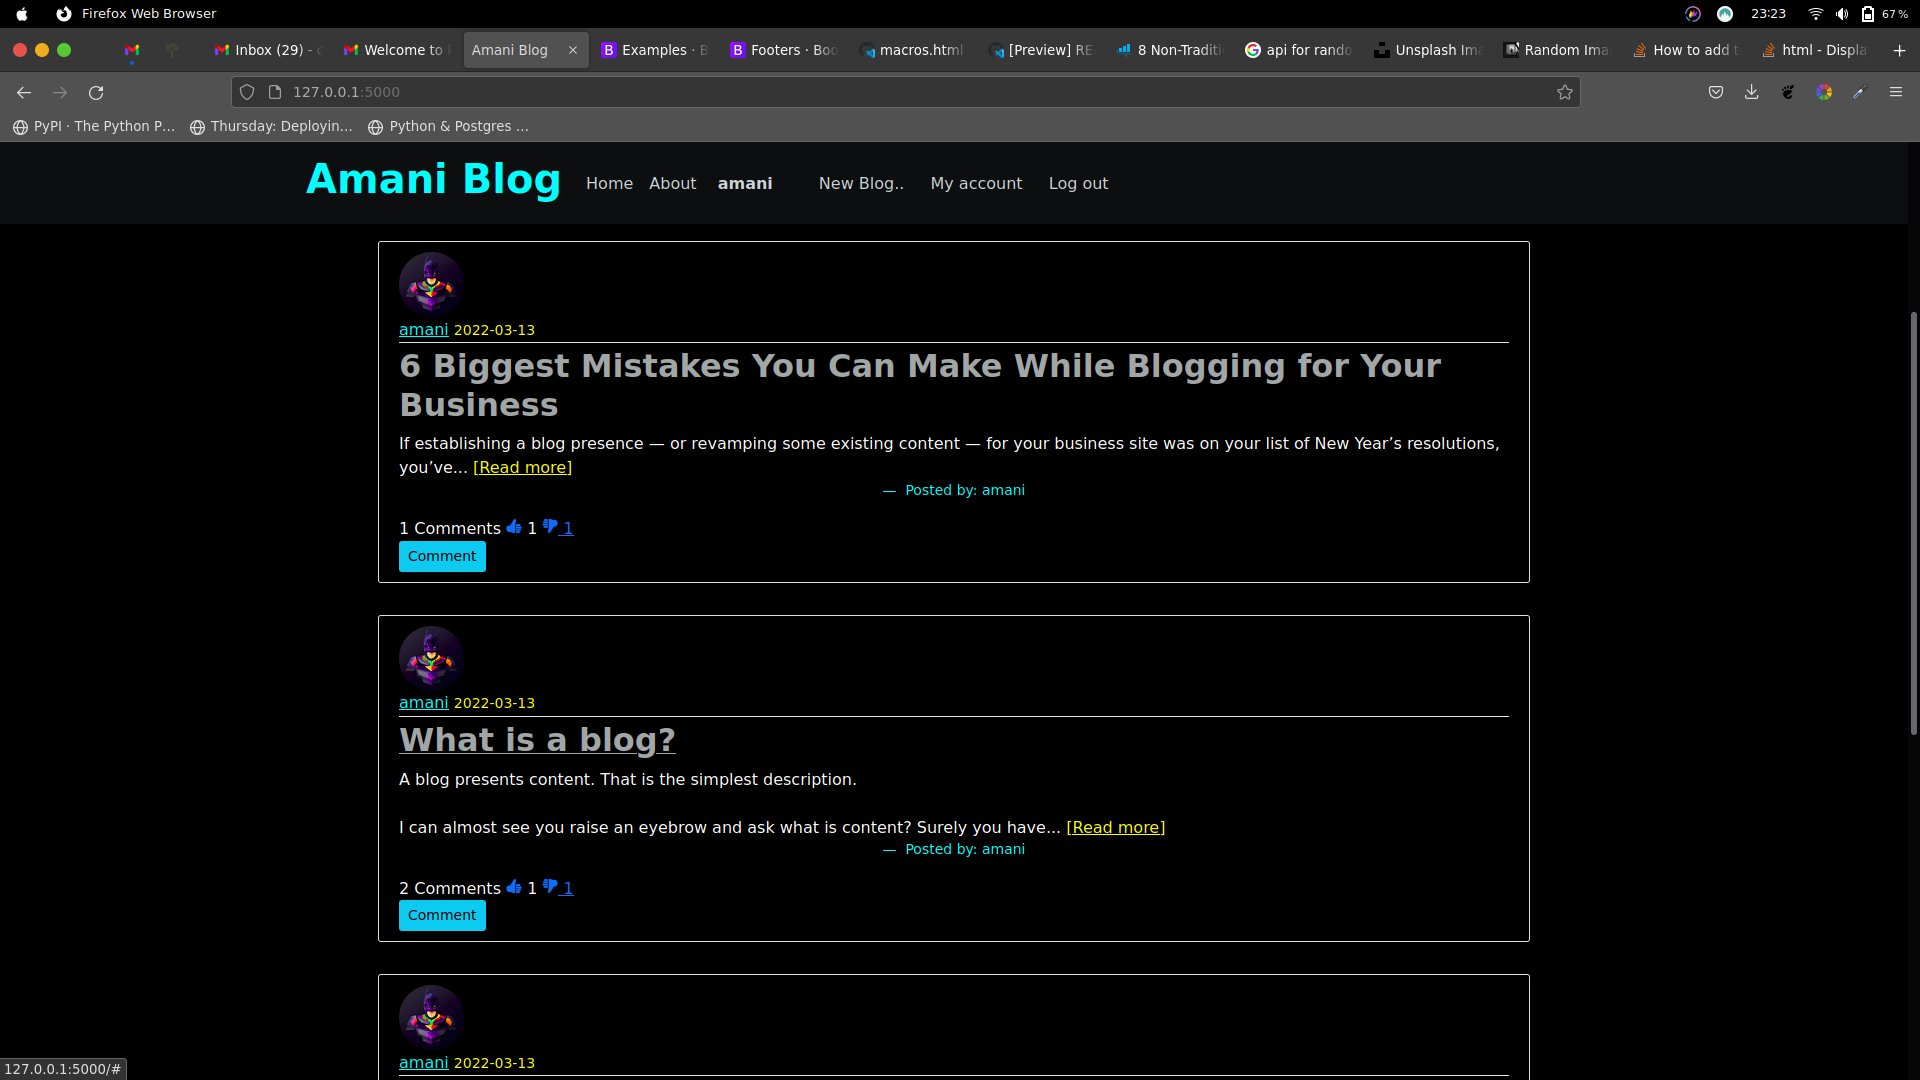 Firefox Web Browser
23:23
67 %
Inbox (29) - c
Welcome to
Amani Blog
Examples · B
Footers · Boo
macros.html
[Preview] RE
8 Non-Traditi
api for rando
Unsplash Im
Random Ima
How to add t
html - Displa
127.0.0.1:5000
PyPI · The Python P...
Thursday: Deployin...
Python & Postgres ...
Amani Blog
Home
About
amani
New Blog..
My account
Log out
amani 2022-03-13
6 Biggest Mistakes You Can Make While Blogging for Your
Business
If establishing a blog presence — or revamping some existing content — for your business site was on your list of New Year’s resolutions,
you’ve... [Read more]
— Posted by: amani
1 Comments 1 1
Comment
amani 2022-03-13
What is a blog?
A blog presents content. That is the simplest description.
I can almost see you raise an eyebrow and ask what is content? Surely you have... [Read more]
— Posted by: amani
2 Comments 1 1
Comment
amani 2022-03-13
127.0.0.1:5000/#